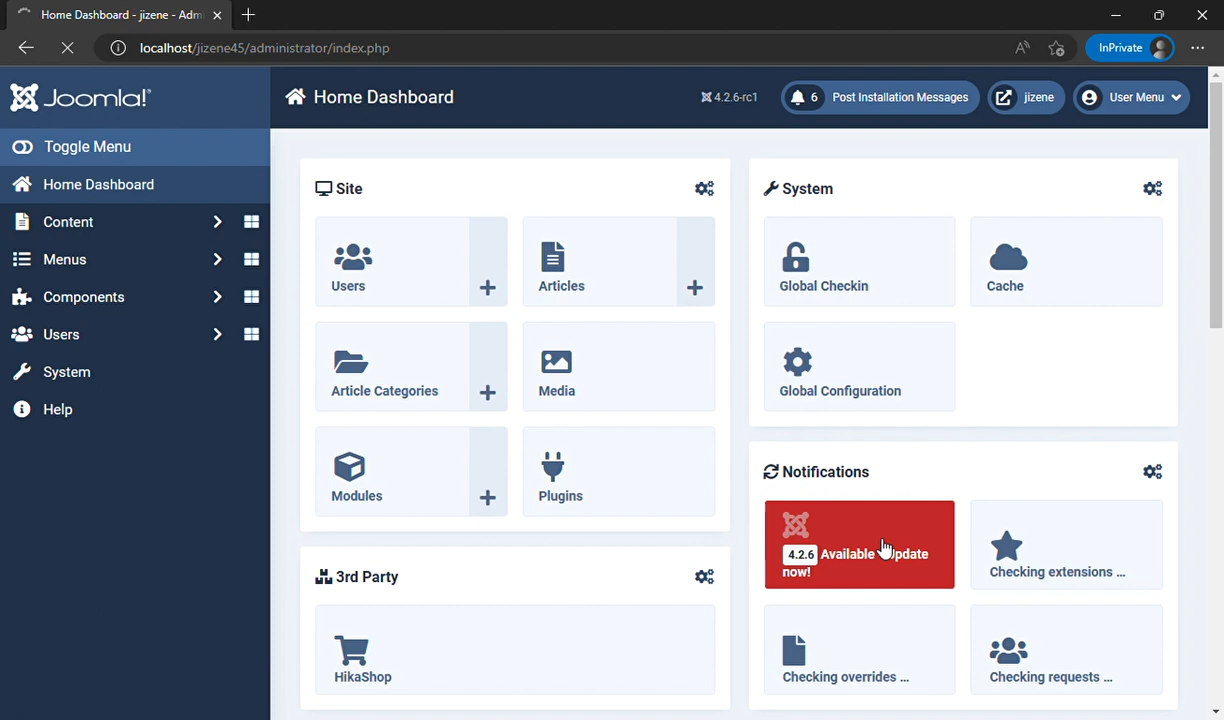 Home Dashboard - jizene - Adm
localhost/jizene45/administrator/index.php
InPrivate
Joomla!
Home Dashboard
4.2.6-rc1
6 Post Installation Messages
jizene
User Menu
Toggle Menu
Home Dashboard
Content
Menus
Components
Users
System
Help
Site
Users
Articles
Article Categories
Media
Modules
Plugins
3rd Party
HikaShop
System
Global Checkin
Cache
Global Configuration
Notifications
4.2.6 Available Update
now!
Checking extensions ...
Checking overrides ...
Checking requests ...